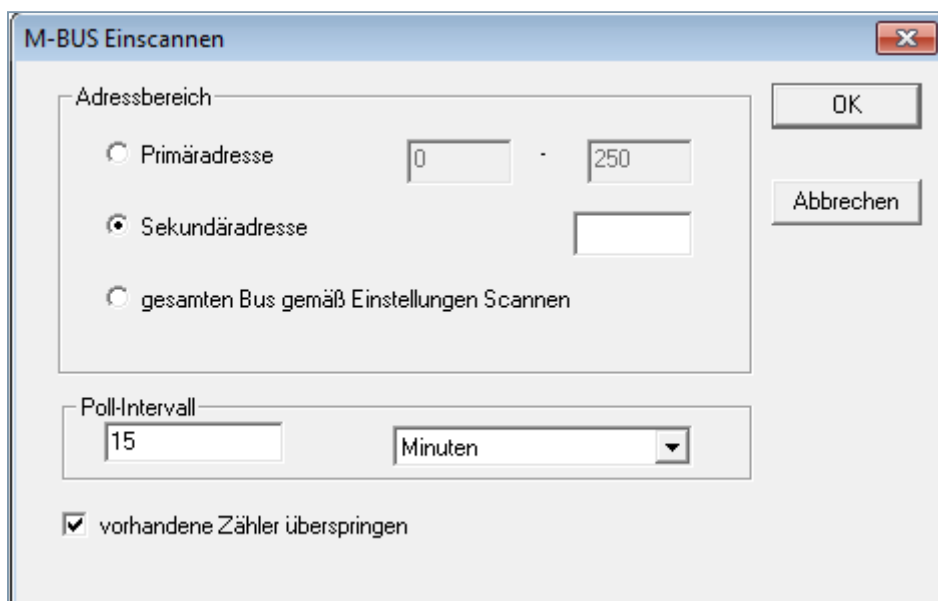 M-BUS Einscannen
Adressbereich
OK
Primäradresse 0 - 250
Abbrechen
Sekundäradresse
gesamten Bus gemäß Einstellungen Scannen
Poll-Intervall
15 Minuten
vorhandene Zähler überspringen